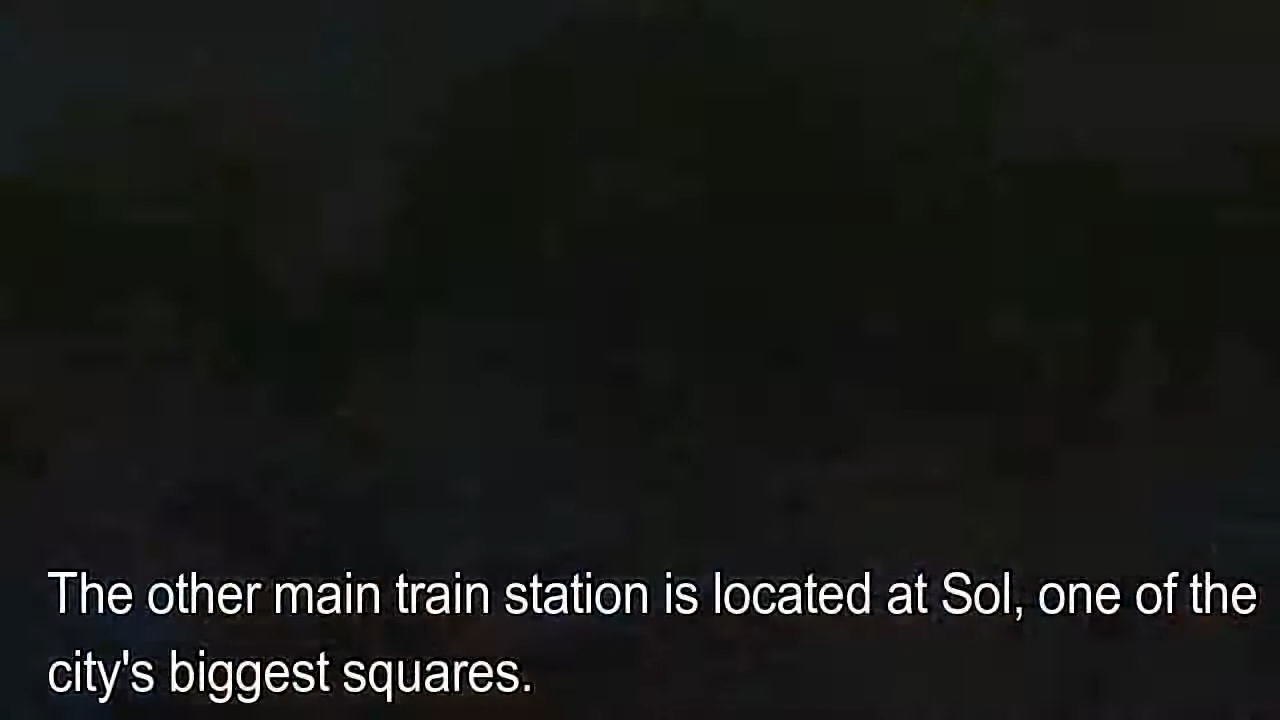 The other main train station is located at Sol, one of the
city's biggest squares.